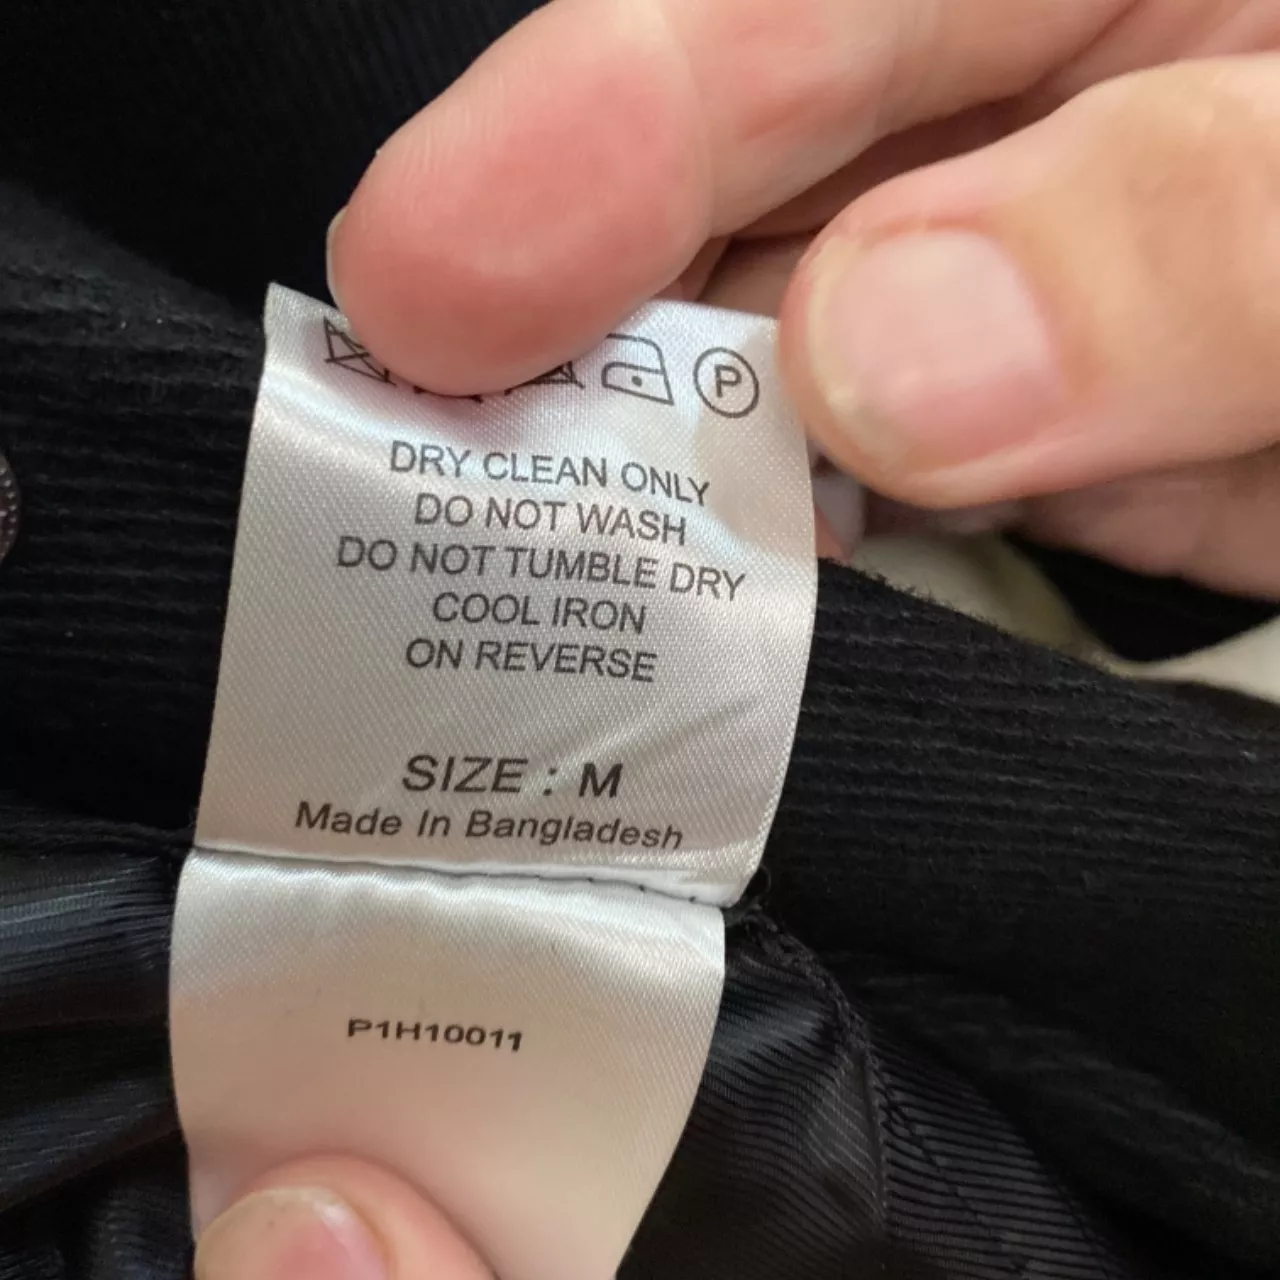 P
DRY CLEAN ONLY
DO NOT WASH
DO NOT TUMBLE DRY
COOL IRON
ON REVERSE
SIZE : M
Made In Bangladesh
P1H10011